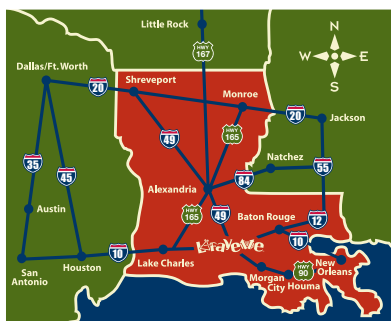 Little Rock
HWY
167
N
W E
S
Dallas/Ft. Worth
20
Shreveport
Monroe
20
Jackson
HWY
165
49
Natchez
35
45
84
55
Alexandria
Austin
HWY
165
49
Baton Rouge
12
10
Lafayette
10
San
Antonio
Houston
Lake Charles
New
Orleans
Morgan
City
HWY
90
Houma